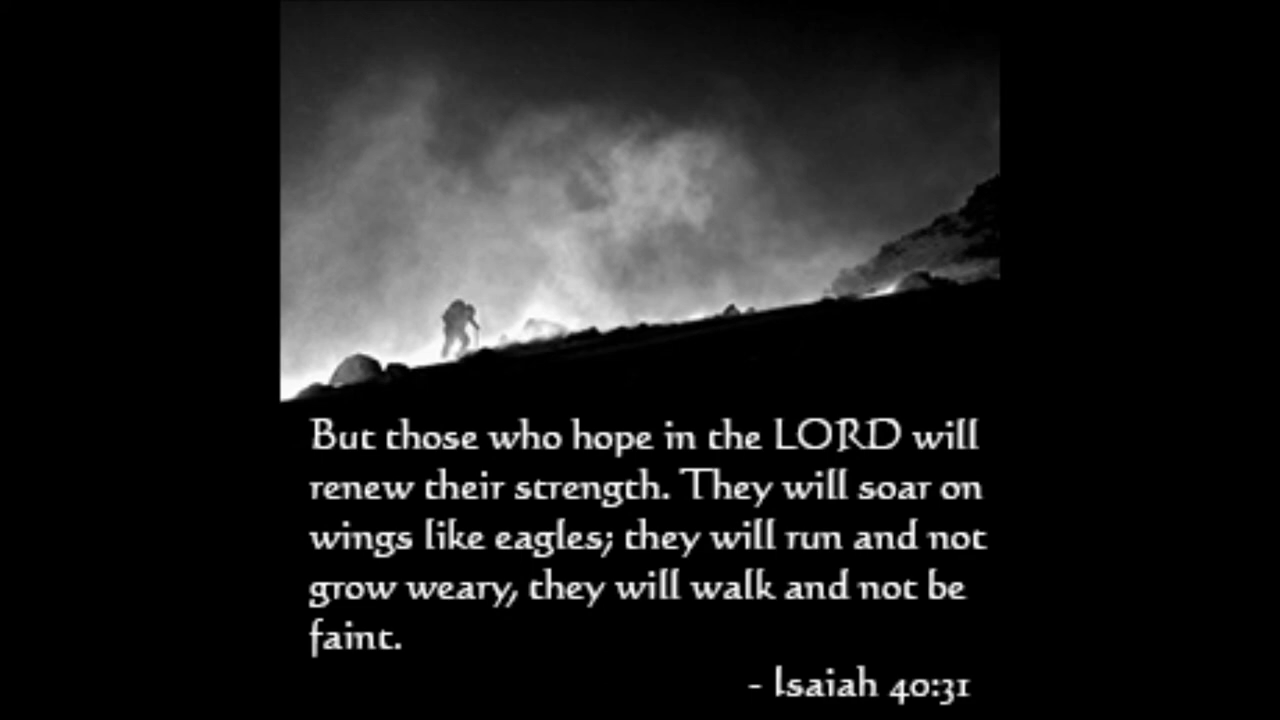 But those who hope in the LORD will
renew their strength. They will soar on
wings like eagles; they will run and not
grow weary, they will walk and not be
faint.
- Isaiah 40:31